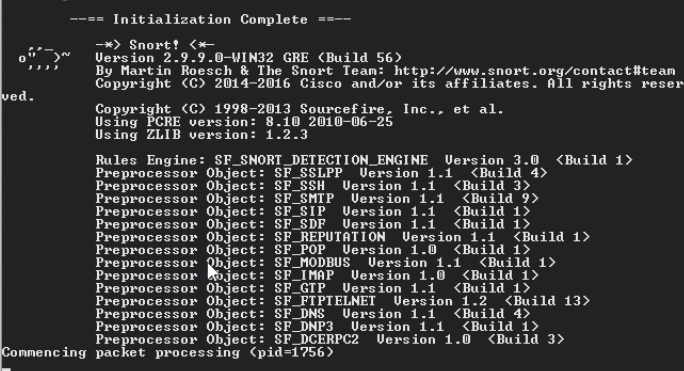 --== Initialization Complete ==--
-*> Snort! <*-
o"  )~   Version 2.9.9.0-WIN32 GRE (Build 56)
''''   By Martin Roesch & The Snort Team: http://www.snort.org/contact#team
Copyright (C) 2014-2016 Cisco and/or its affiliates. All rights reser
ved.
Copyright (C) 1998-2013 Sourcefire, Inc., et al.
Using PCRE version: 8.10 2010-06-25
Using ZLIB version: 1.2.3
Rules Engine: SF_SNORT_DETECTION_ENGINE  Version 3.0  <Build 1>
Preprocessor Object: SF_SSLPP  Version 1.1  <Build 4>
Preprocessor Object: SF_SSH  Version 1.1  <Build 3>
Preprocessor Object: SF_SMTP  Version 1.1  <Build 9>
Preprocessor Object: SF_SIP  Version 1.1  <Build 1>
Preprocessor Object: SF_SDF  Version 1.1  <Build 1>
Preprocessor Object: SF_REPUTATION  Version 1.1  <Build 1>
Preprocessor Object: SF_POP  Version 1.0  <Build 1>
Preprocessor Object: SF_MODBUS  Version 1.1  <Build 1>
Preprocessor Object: SF_IMAP  Version 1.0  <Build 1>
Preprocessor Object: SF_GTP  Version 1.1  <Build 1>
Preprocessor Object: SF_FTPTELNET  Version 1.2  <Build 13>
Preprocessor Object: SF_DNS  Version 1.1  <Build 4>
Preprocessor Object: SF_DNP3  Version 1.1  <Build 1>
Preprocessor Object: SF_DCERPC2  Version 1.0  <Build 3>
Commencing packet processing (pid=1756)